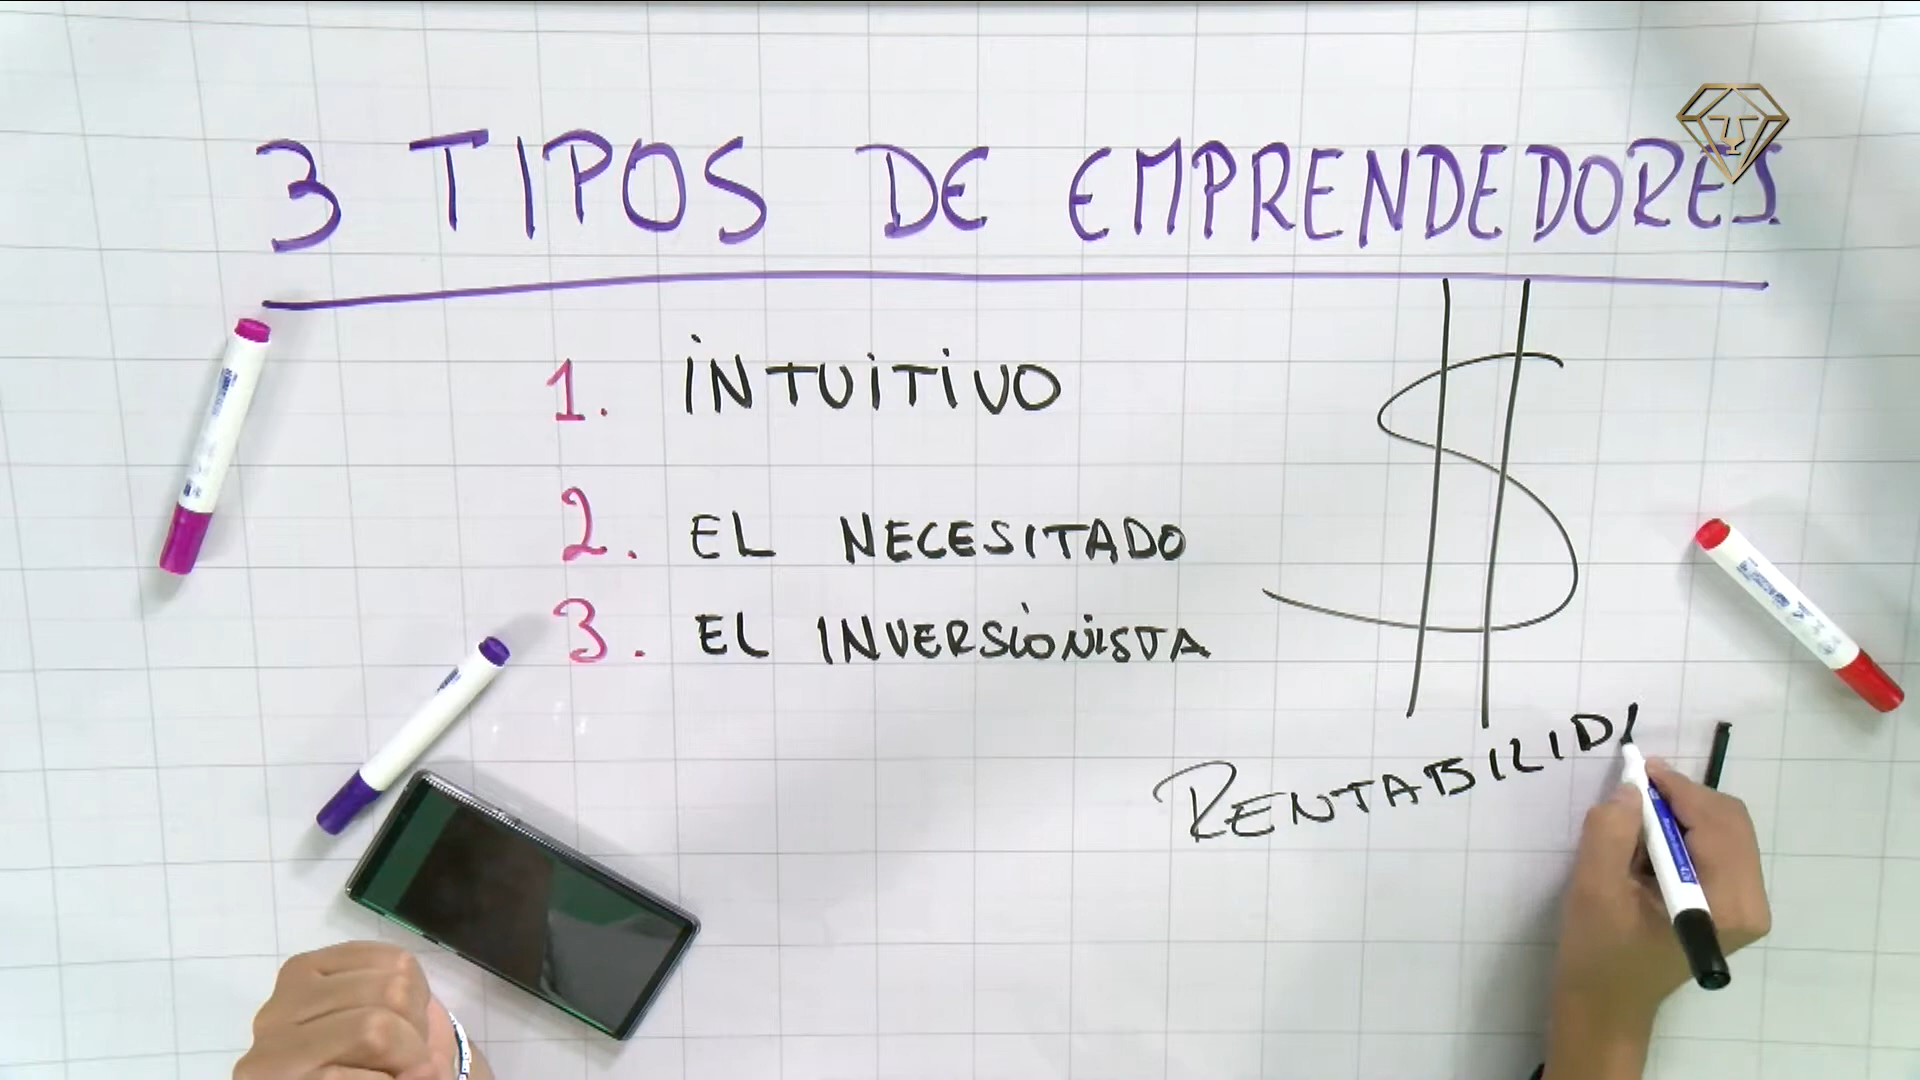 3 TIPOS DE EMPRENDEDORES
1. INTUITIVO
2. EL NECESITADO
3. EL INVERSIONISTA
$
RENTABILID